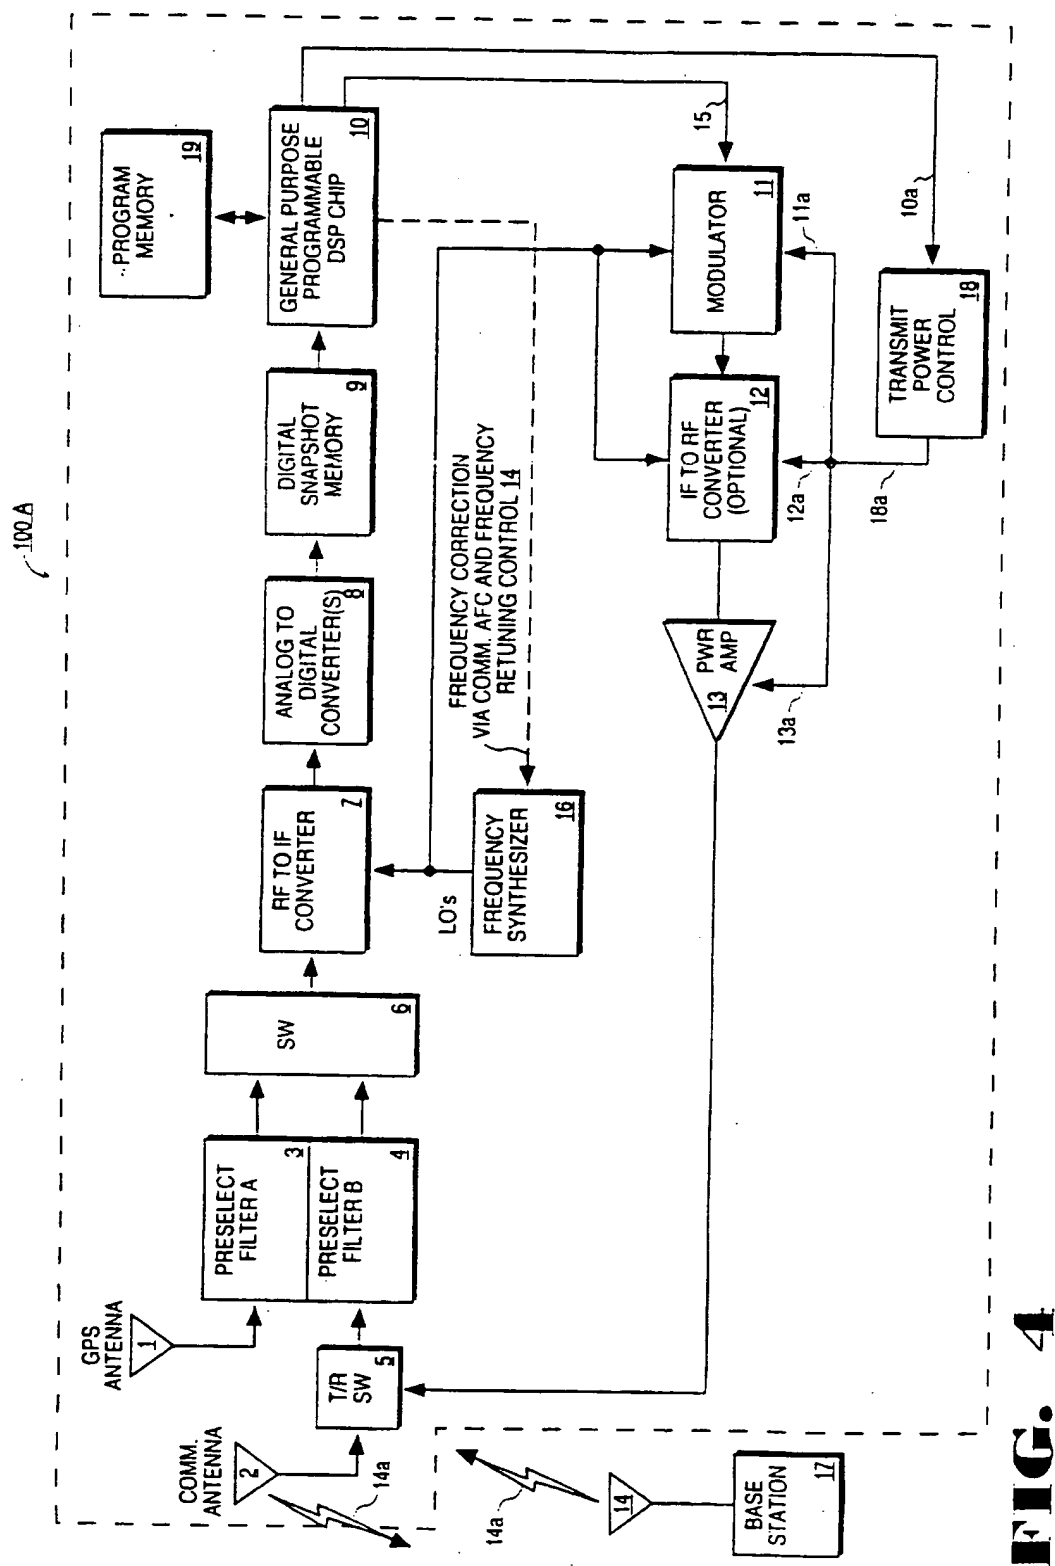 100 A
GPS
ANTENNA
1
COMM.
ANTENNA
2
14a
T/R
SW
5
PRESELECT
FILTER A
3
PRESELECT
FILTER B
4
SW
6
RF TO IF
CONVERTER
7
ANALOG TO
DIGITAL
CONVERTER(S)
8
DIGITAL
SNAPSHOT
MEMORY
9
GENERAL PURPOSE
PROGRAMMABLE
DSP CHIP
10
PROGRAM
MEMORY
19
LO's
FREQUENCY
SYNTHESIZER
16
FREQUENCY CORRECTION
VIA COMM. AFC AND FREQUENCY
RETUNING CONTROL 14
PWR
AMP
13
13a
IF TO RF
CONVERTER
(OPTIONAL)
12
12a
MODULATOR
11
11a
15
10a
TRANSMIT
POWER
CONTROL
18
18a
14a
14
BASE
STATION
17
FIG. 4